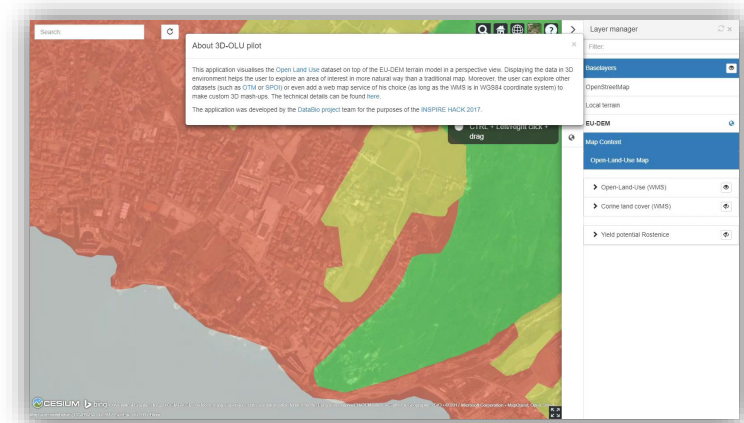 Search
About 3D-OLU pilot
×
This application visualises the Open Land Use dataset on top of the EU-DEM terrain model in a perspective view. Displaying the data in 3D
environment helps the user to explore an area of interest in more natural way than a traditional map. Moreover, the user can explore other
datasets (such as OTM or SPOI) or even add a web map service of his choice (as long as the WMS is in WGS84 coordinate system) to
make custom 3D mash-ups. The technical details can be found here.
The application was developed by the DataBio project team for the purposes of the INSPIRE HACK 2017.
CTRL + Left/Right click +
drag
Layer manager
Filter
Baselayers
OpenStreetMap
Local terrain
EU-DEM
Map Content
Open-Land-Use Map
Open-Land-Use (WMS)
Corine land cover (WMS)
Yield potential Rostenice
CESIUM
bing